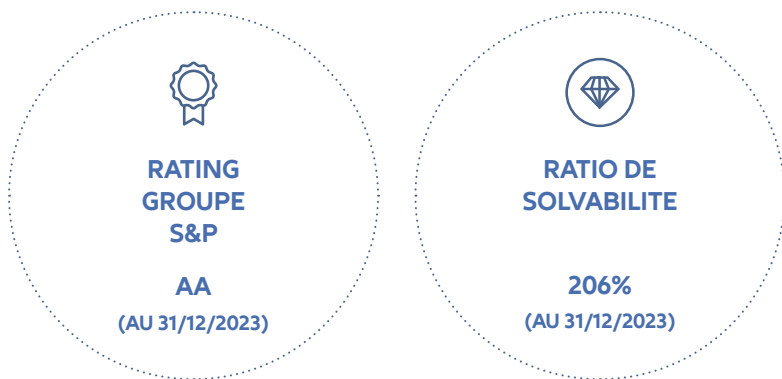 RATING
GROUPE
S&P
AA
(AU 31/12/2023)
RATIO DE
SOLVABILITE
206%
(AU 31/12/2023)